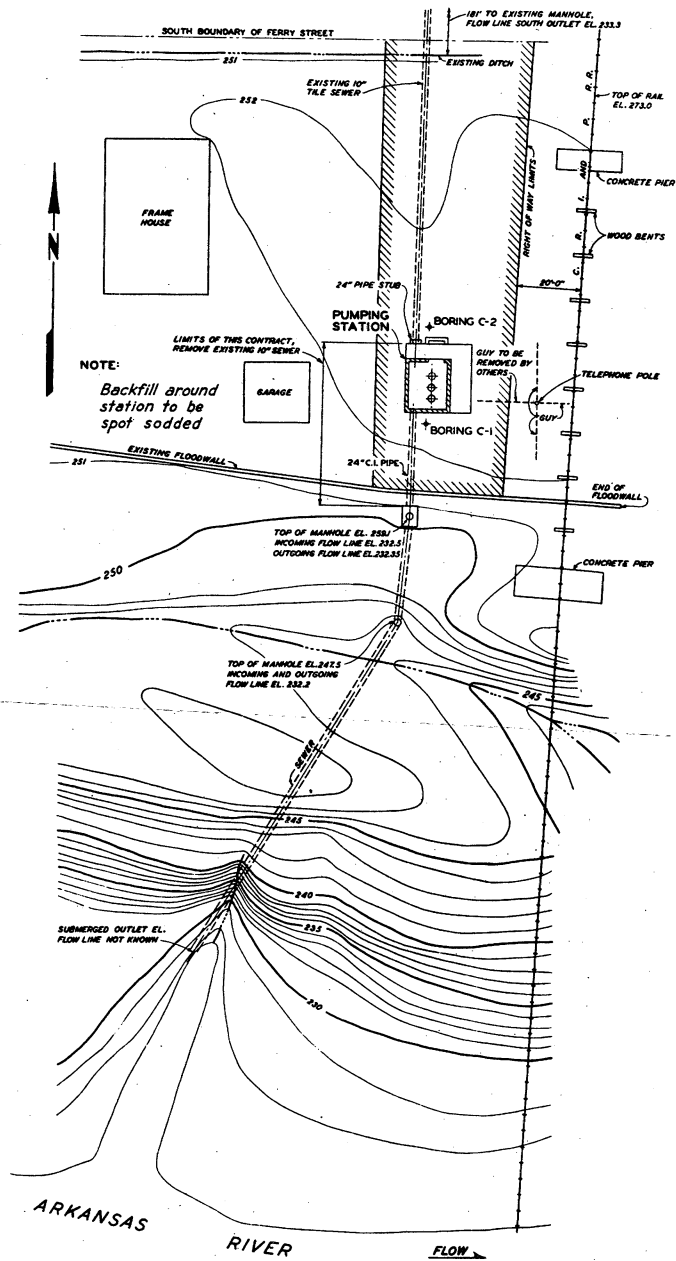 181' TO EXISTING MANHOLE,
FLOW LINE SOUTH OUTLET EL. 233.3
SOUTH BOUNDARY OF FERRY STREET
251
EXISTING DITCH
EXISTING 10"
TILE SEWER
TOP OF RAIL
EL. 273.0
252
C. R. I. AND P. R. R.
RIGHT OF WAY LIMITS
CONCRETE PIER
FRAME
HOUSE
N
WOOD BENTS
20'-0"
24" PIPE STUB
BORING C-2
PUMPING
STATION
LIMITS OF THIS CONTRACT,
REMOVE EXISTING 10" SEWER
GUY TO BE
REMOVED BY
OTHERS
TELEPHONE POLE
NOTE:
Backfill around
station to be
spot sodded
GARAGE
GUY
BORING C-1
EXISTING FLOODWALL
251
24" C.I. PIPE
END OF
FLOODWALL
TOP OF MANHOLE EL. 259.1
INCOMING FLOW LINE EL. 232.5
OUTGOING FLOW LINE EL. 232.35
250
CONCRETE PIER
TOP OF MANHOLE EL. 247.5
INCOMING AND OUTGOING
FLOW LINE EL. 232.2
245
SEWER
245
240
235
SUBMERGED OUTLET EL.
FLOW LINE NOT KNOWN
230
ARKANSAS
RIVER
FLOW